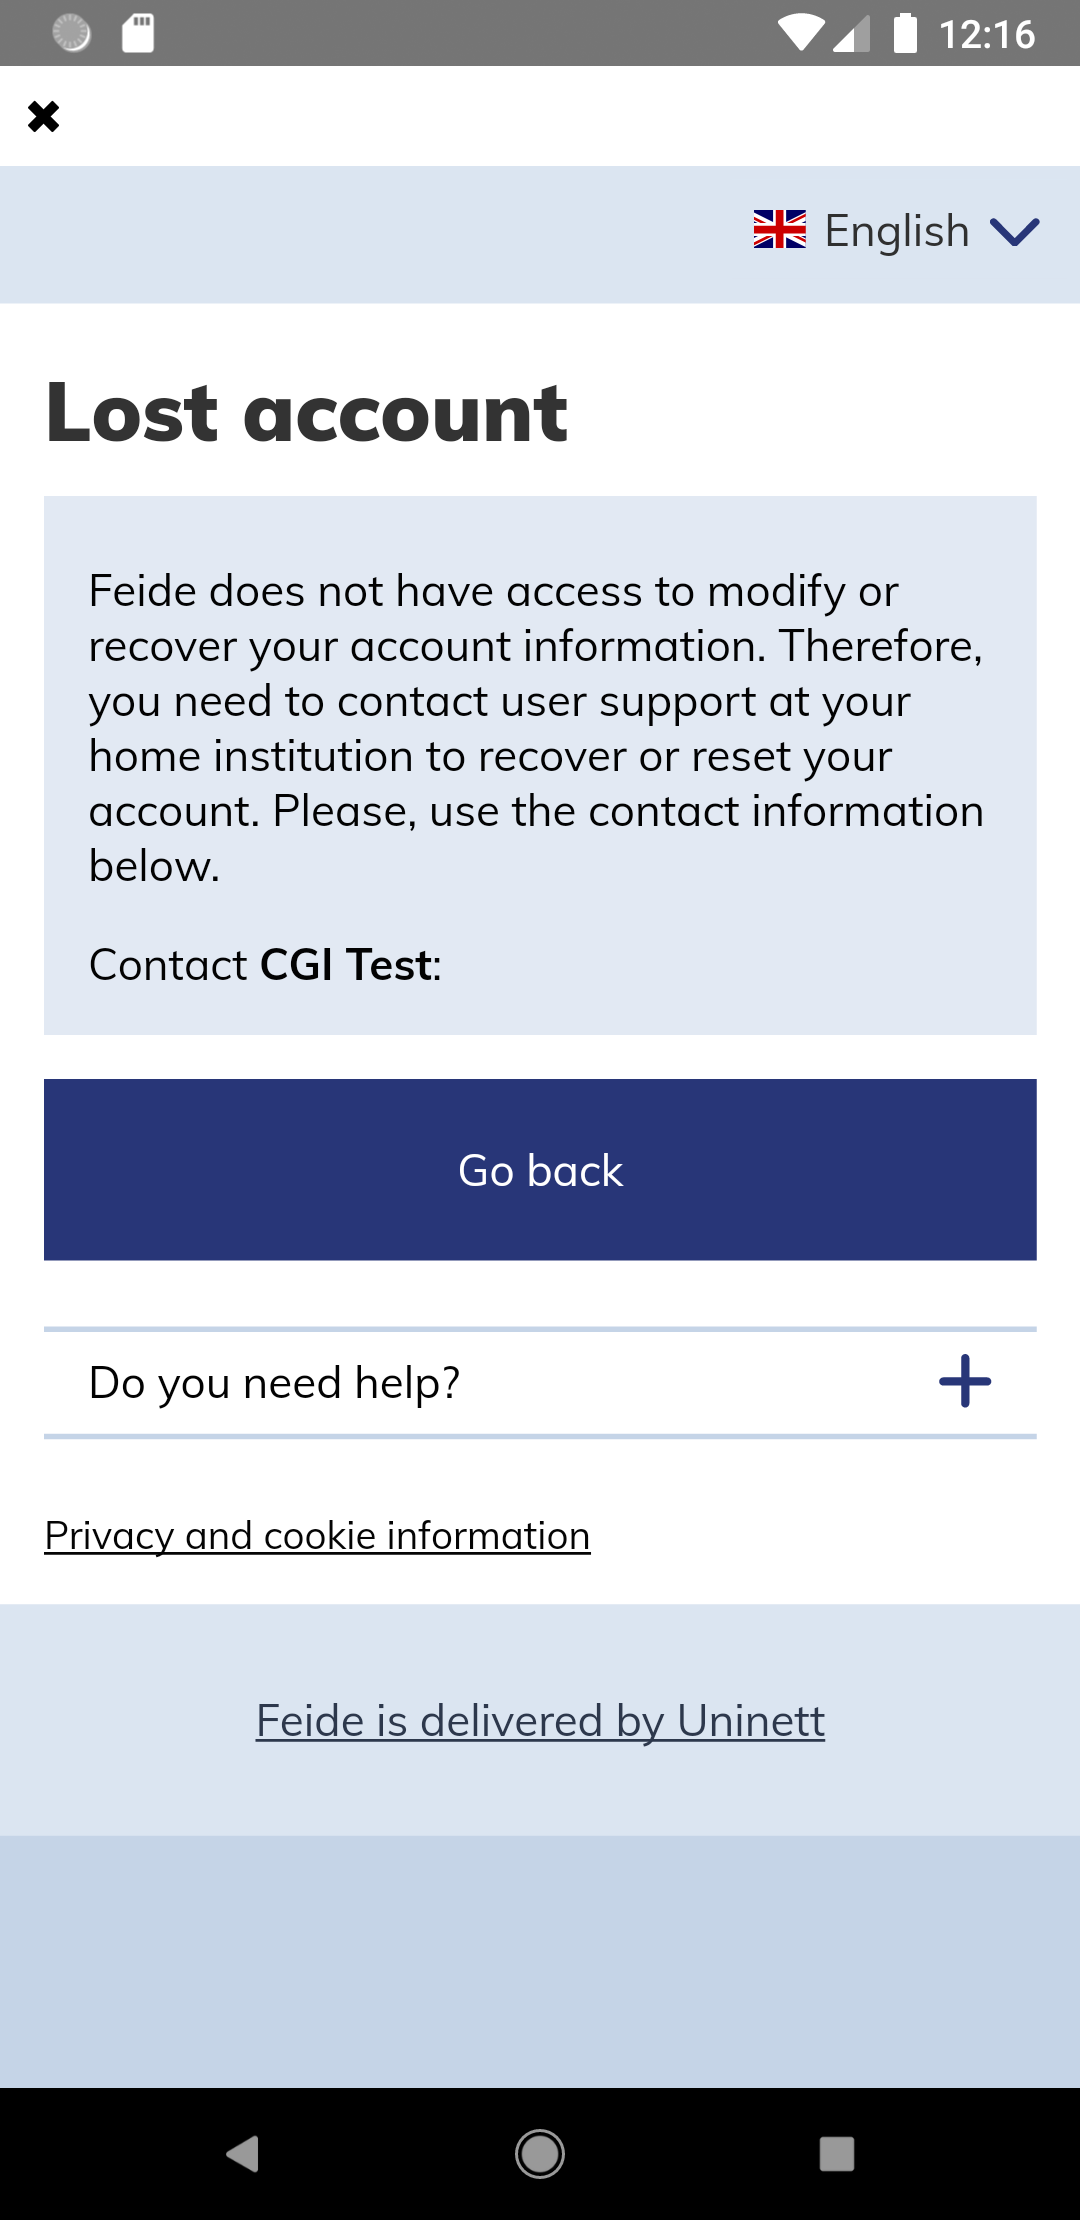 12:16
English
Lost account
Feide does not have access to modify or
recover your account information. Therefore,
you need to contact user support at your
home institution to recover or reset your
account. Please, use the contact information
below.
Contact CGI Test:
Go back
Do you need help?
Privacy and cookie information
Feide is delivered by Uninett